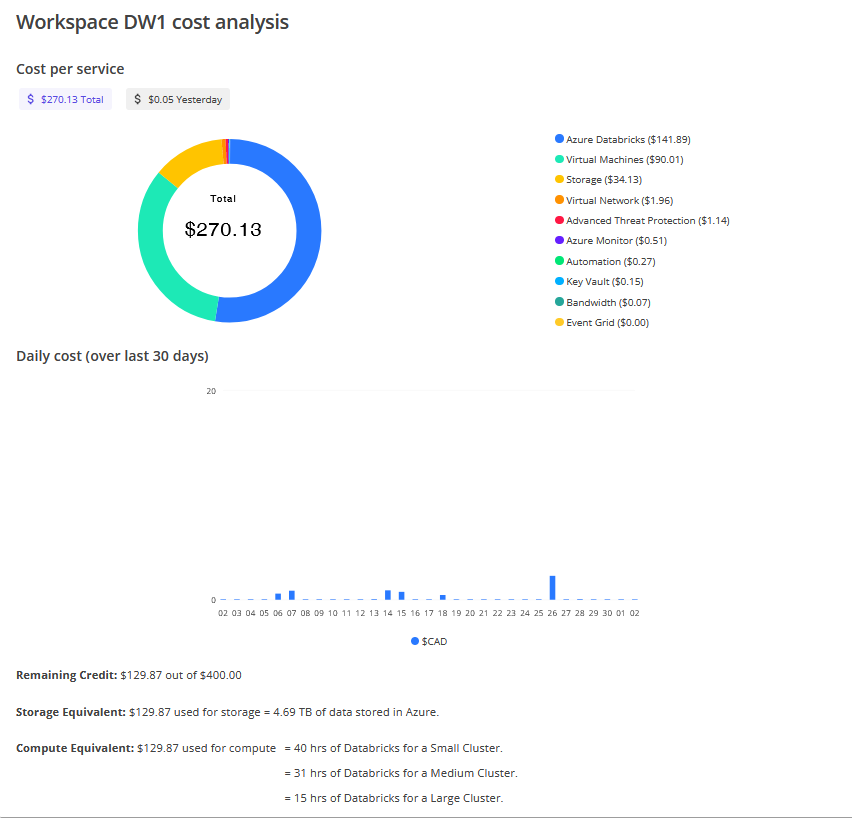 Workspace DW1 cost analysis
Cost per service
$ $270.13 Total $ $0.05 Yesterday
Total
$270.13
Azure Databricks ($141.89)
Virtual Machines ($90.01)
Storage ($34.13)
Virtual Network ($1.96)
Advanced Threat Protection ($1.14)
Azure Monitor ($0.51)
Automation ($0.27)
Key Vault ($0.15)
Bandwidth ($0.07)
Event Grid ($0.00)
Daily cost (over last 30 days)
20
0
02 03 04 05 06 07 08 09 10 11 12 13 14 15 16 17 18 19 20 21 22 23 24 25 26 27 28 29 30 01 02
$CAD
Remaining Credit: $129.87 out of $400.00
Storage Equivalent: $129.87 used for storage = 4.69 TB of data stored in Azure.
Compute Equivalent: $129.87 used for compute = 40 hrs of Databricks for a Small Cluster.
= 31 hrs of Databricks for a Medium Cluster.
= 15 hrs of Databricks for a Large Cluster.